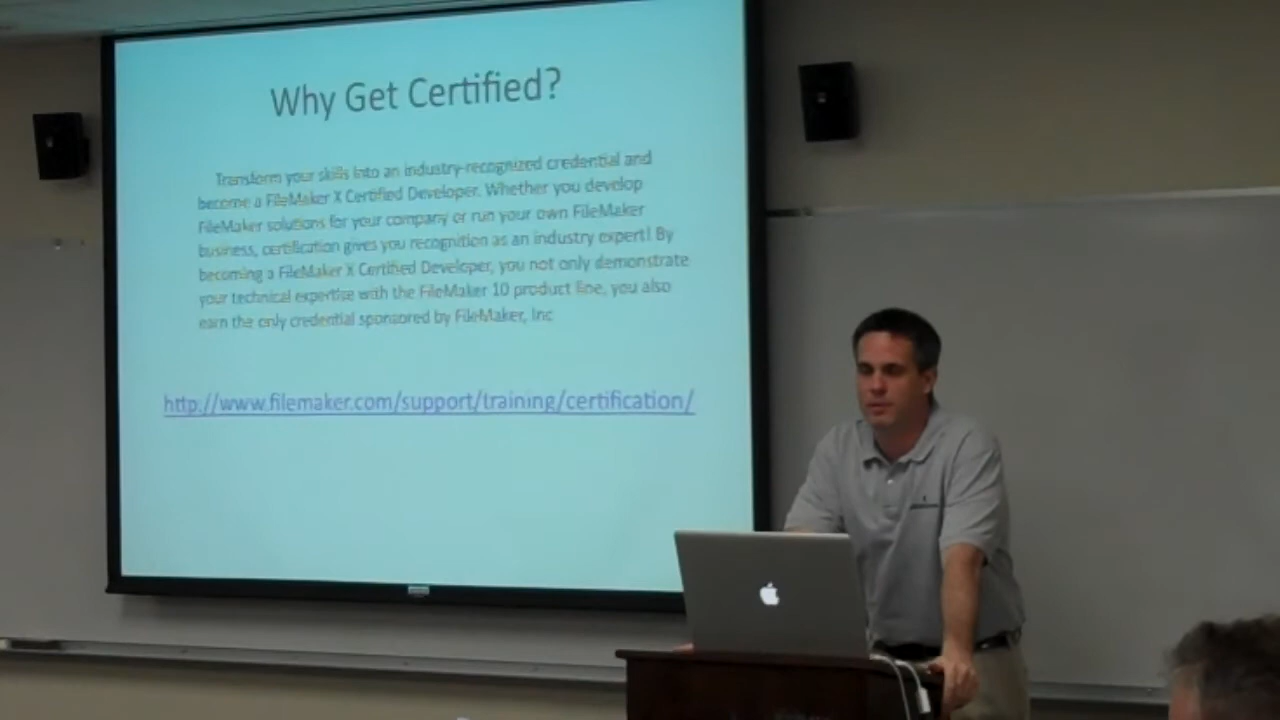 Why Get Certified?
Transform your skills into an industry-recognized credential and
become a FileMaker X Certified Developer. Whether you develop
FileMaker solutions for your company or run your own FileMaker
business, certification gives you recognition as an industry expert! By
becoming a FileMaker X Certified Developer, you not only demonstrate
your technical expertise with the FileMaker 10 product line, you also
earn the only credential sponsored by FileMaker, Inc
http://www.filemaker.com/support/training/certification/